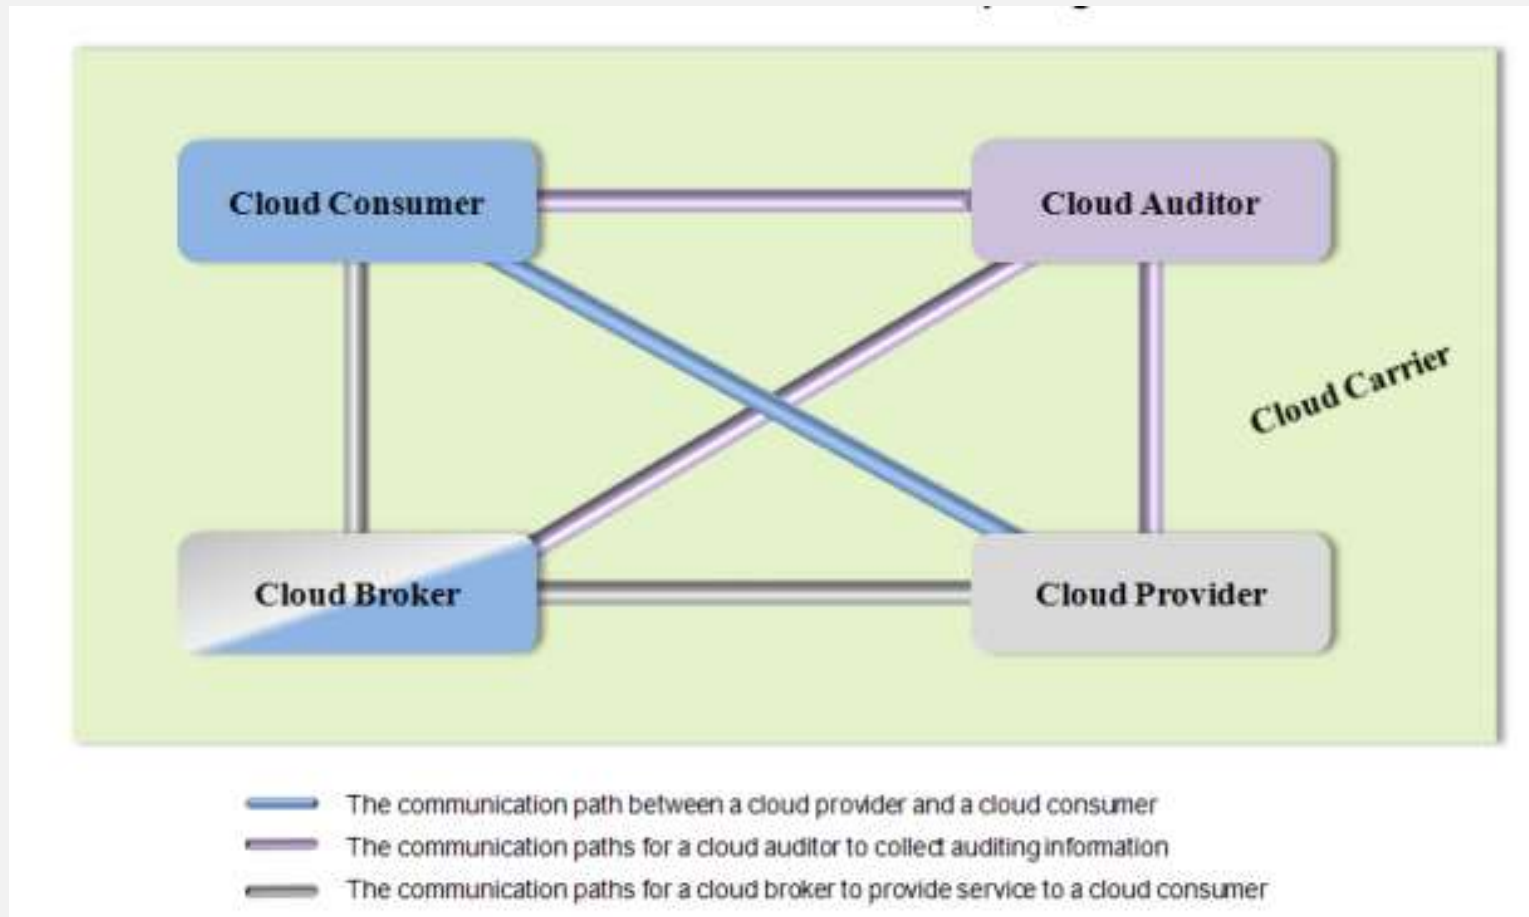 Cloud Consumer
Cloud Auditor
Cloud Carrier
Cloud Broker
Cloud Provider
The communication path between a cloud provider and a cloud consumer
The communication paths for a cloud auditor to collect auditing information
The communication paths for a cloud broker to provide service to a cloud consumer